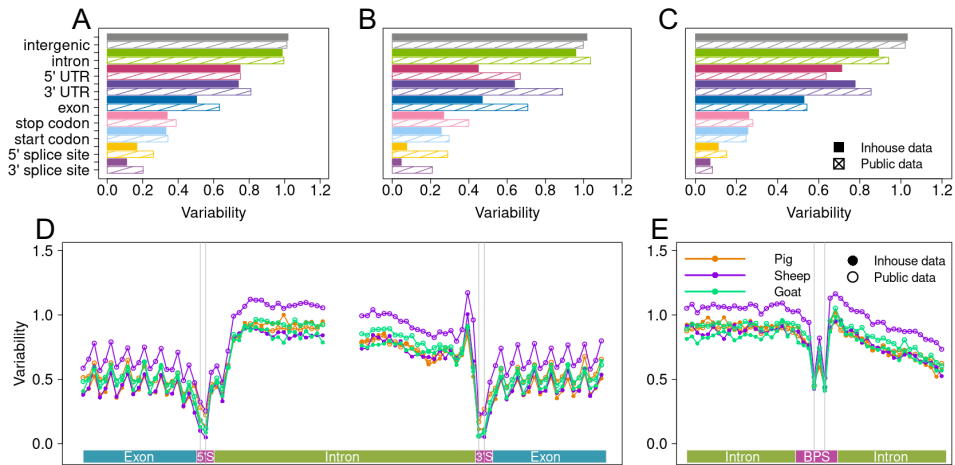 A
B
C
intergenic
intron
5' UTR
3' UTR
exon
stop codon
start codon
5' splice site
3' splice site
Inhouse data
Public data
0.0 0.2 0.4 0.6 0.8 1.0 1.2
0.0 0.2 0.4 0.6 0.8 1.0 1.2
0.0 0.2 0.4 0.6 0.8 1.0 1.2
Variability
Variability
Variability
D
Variability
1.5
1.0
0.5
0.0
Exon 5'S Intron 3'S Exon
E
1.5
1.0
0.5
0.0
Pig
Sheep
Goat
Inhouse data
Public data
Intron BPS Intron